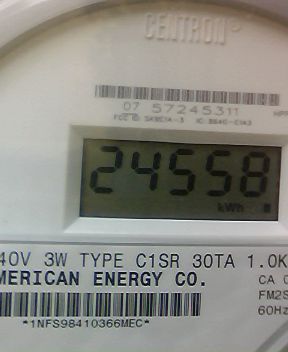 CENTRON®
07 57245311
24558
kWh
40V 3W TYPE C1SR 30TA 1.0K
MERICAN ENERGY CO.
CA
FM2S
60Hz
*1NFS98410366MEC*